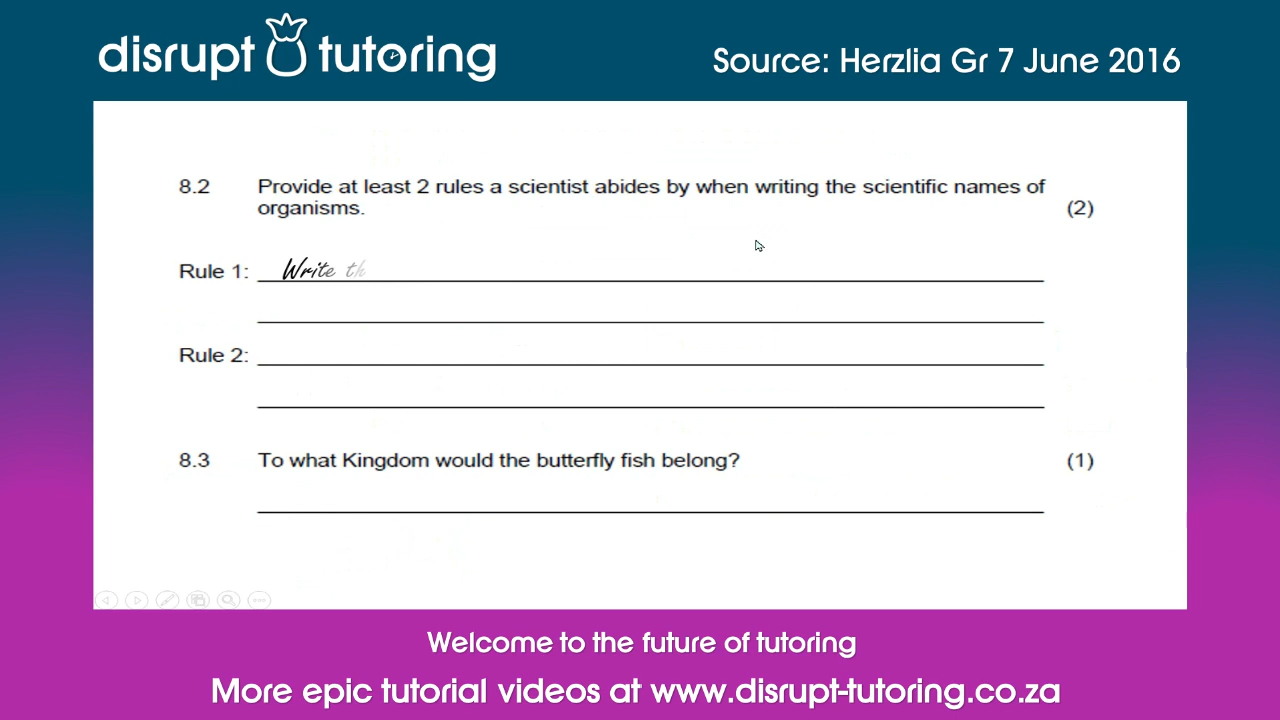 disrupt tutoring
Source: Herzlia Gr 7 June 2016
8.2 Provide at least 2 rules a scientist abides by when writing the scientific names of
organisms. (2)
Rule 1: Write th
Rule 2:
8.3 To what Kingdom would the butterfly fish belong? (1)
Welcome to the future of tutoring
More epic tutorial videos at www.disrupt-tutoring.co.za